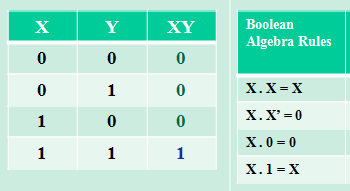 X Y XY
0 0 0
0 1 0
1 0 0
1 1 1
Boolean
Algebra Rules
X . X = X
X . X’ = 0
X . 0 = 0
X . 1 = X